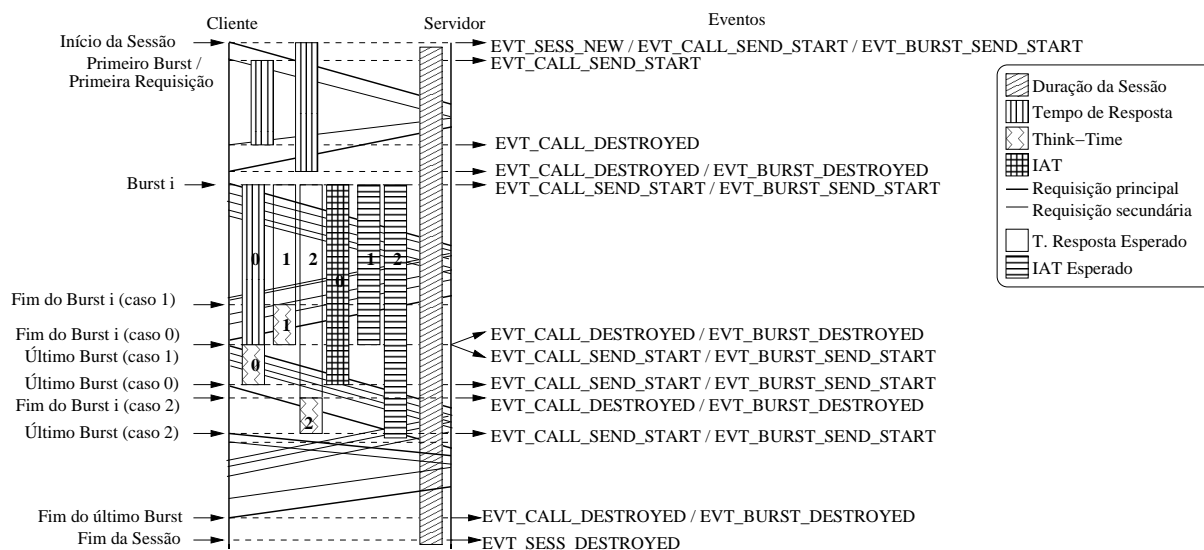 Cliente
Servidor
Eventos
Início da Sessão
EVT_SESS_NEW / EVT_CALL_SEND_START / EVT_BURST_SEND_START
Primeiro Burst /
Primeira Requisição
EVT_CALL_SEND_START
EVT_CALL_DESTROYED
EVT_CALL_DESTROYED / EVT_BURST_DESTROYED
Burst i
EVT_CALL_SEND_START / EVT_BURST_SEND_START
0
1
2
0
1
2
Fim do Burst i (caso 1)
1
Fim do Burst i (caso 0)
EVT_CALL_DESTROYED / EVT_BURST_DESTROYED
Último Burst (caso 1)
EVT_CALL_SEND_START / EVT_BURST_SEND_START
0
Último Burst (caso 0)
EVT_CALL_SEND_START / EVT_BURST_SEND_START
Fim do Burst i (caso 2)
EVT_CALL_DESTROYED / EVT_BURST_DESTROYED
2
Último Burst (caso 2)
EVT_CALL_SEND_START / EVT_BURST_SEND_START
Fim do último Burst
EVT_CALL_DESTROYED / EVT_BURST_DESTROYED
Fim da Sessão
EVT_SESS_DESTROYED
Duração da Sessão
Tempo de Resposta
Think−Time
IAT
Requisição principal
Requisição secundária
T. Resposta Esperado
IAT Esperado